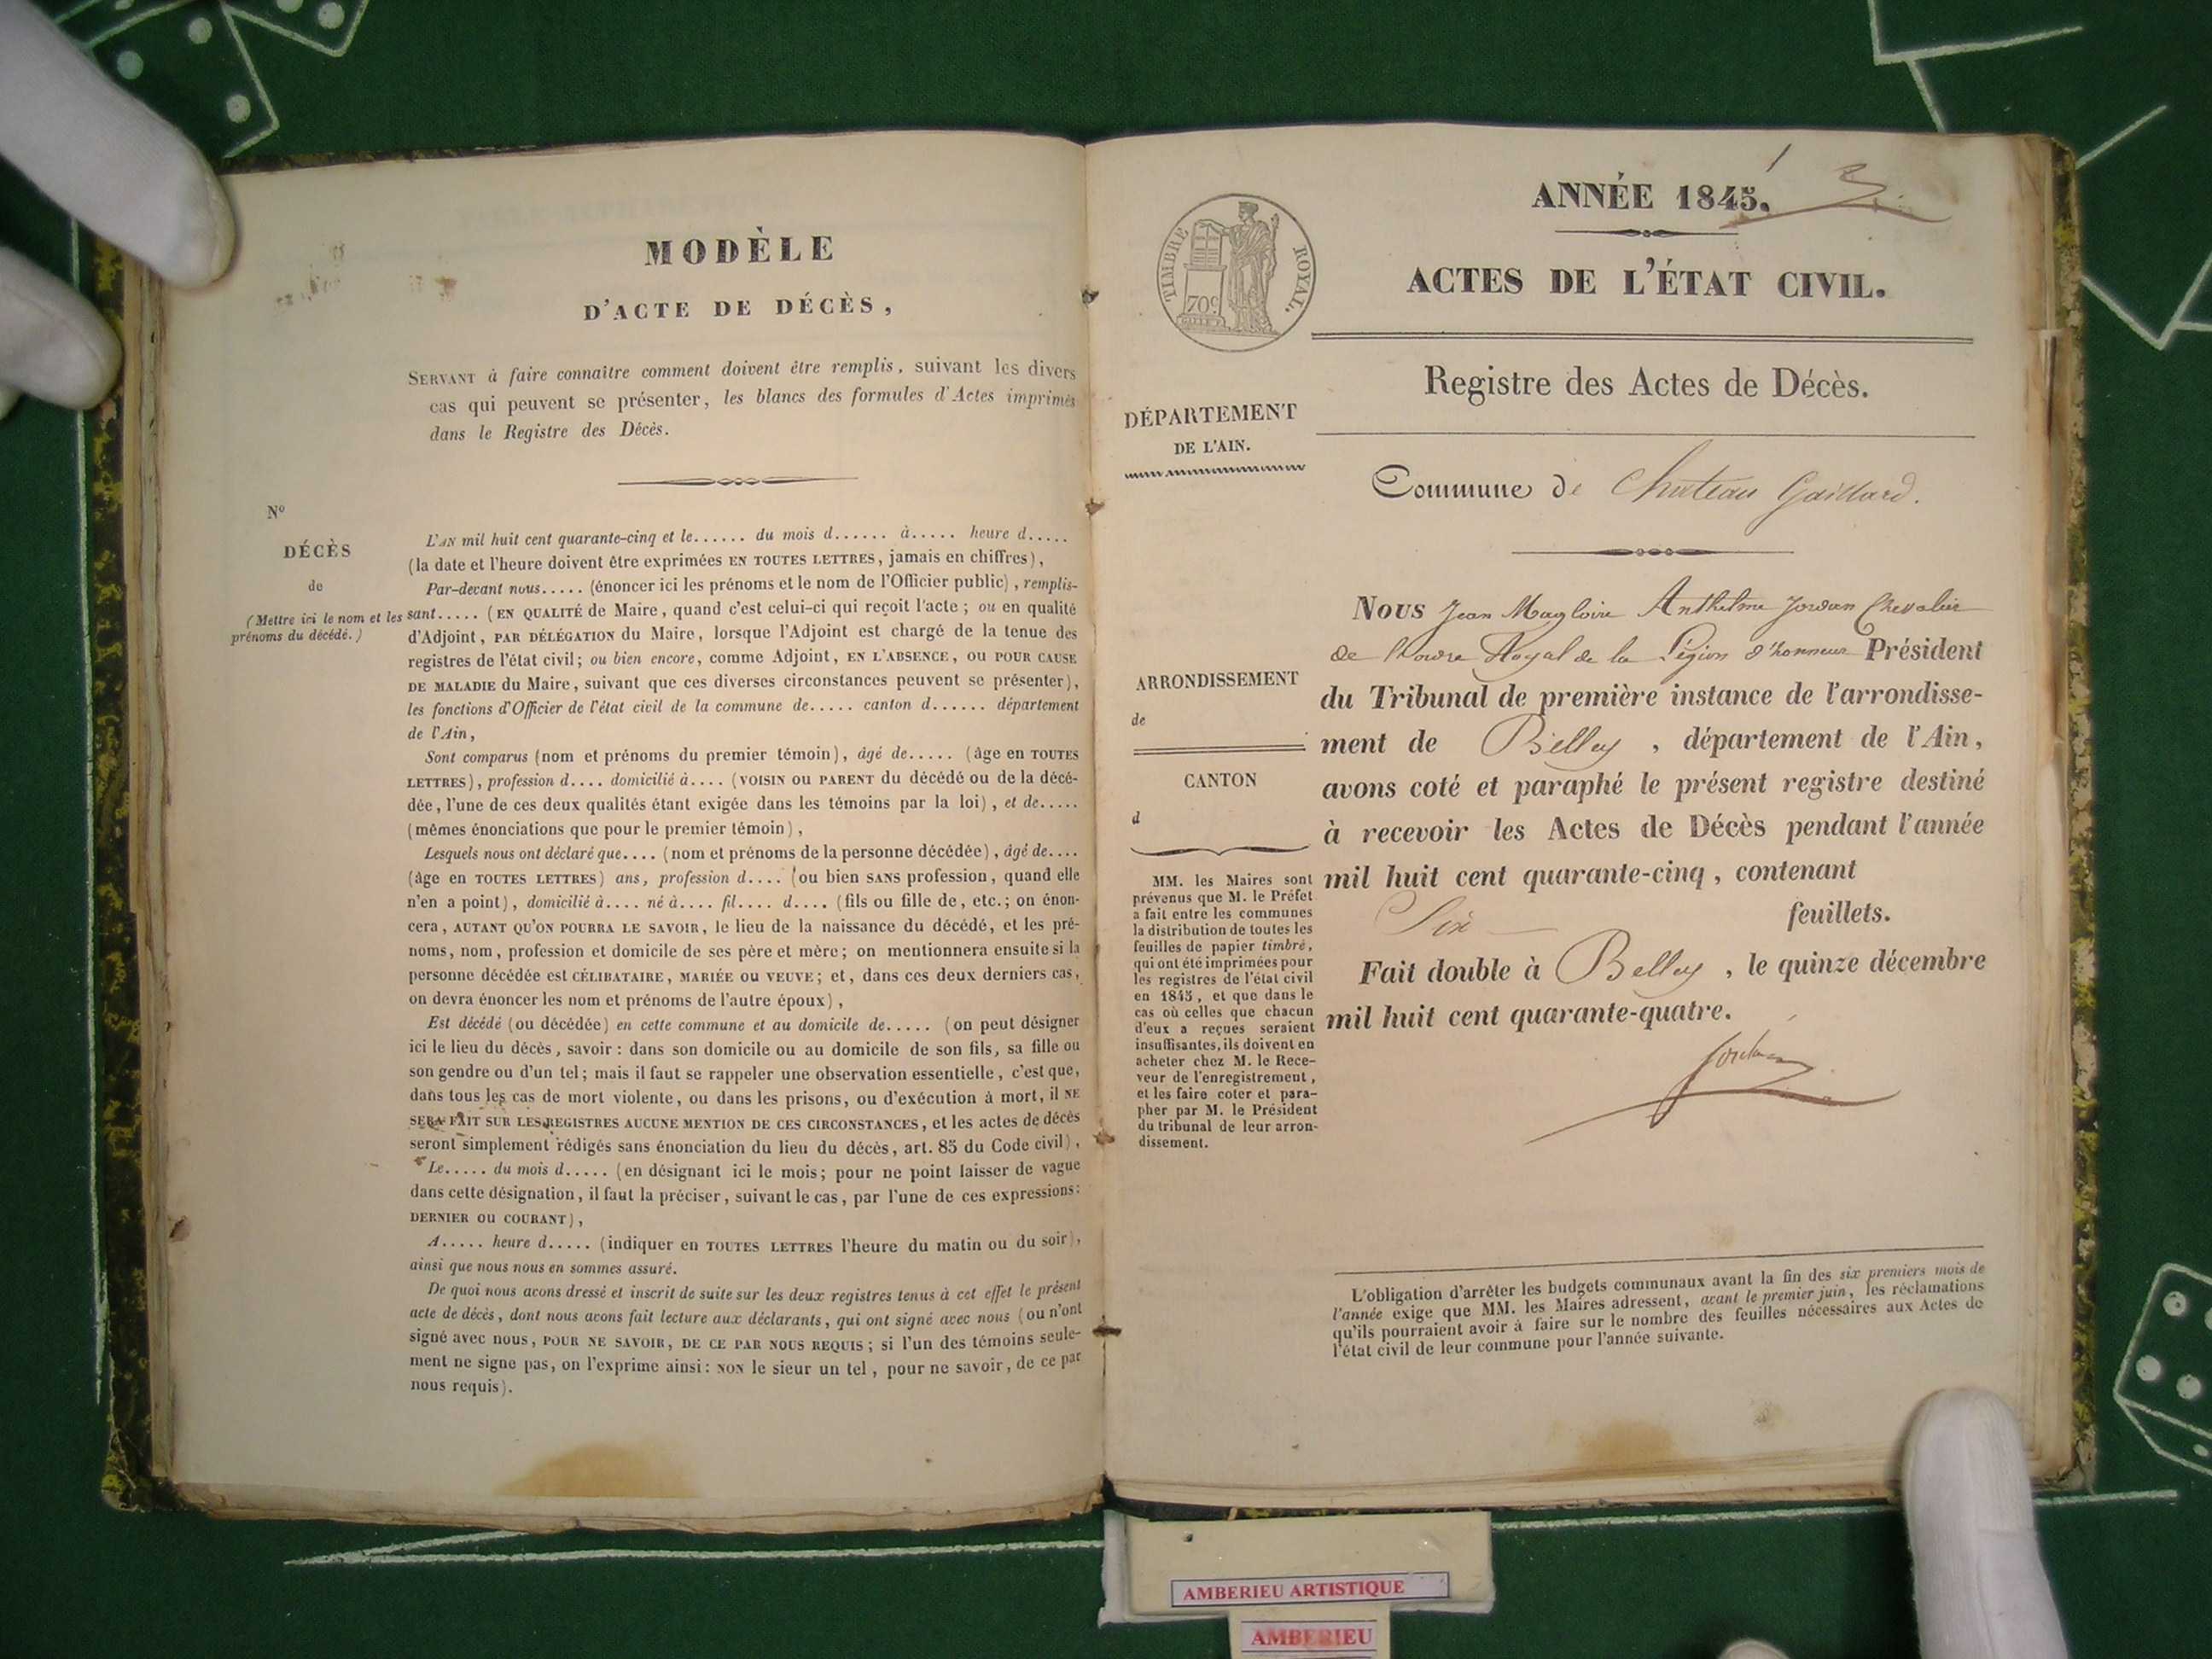 MODÈLE
D'ACTE DE DÉCÈS,
SERVANT à faire connaître comment doivent être remplis, suivant les divers
cas qui peuvent se présenter, les blancs des formules d'Actes imprimés
dans le Registre des Décès.
No
DÉCÈS
de
(Mettre ici le nom et les
prénoms du décédé.)
L'AN mil huit cent quarante-cinq et le...... du mois d...... à..... heure d.....
(la date et l'heure doivent être exprimées EN TOUTES LETTRES, jamais en chiffres),
Par-devant nous..... (énoncer ici les prénoms et le nom de l'Officier public), remplis-
sant..... (EN QUALITÉ de Maire, quand c'est celui-ci qui reçoit l'acte; ou en qualité
d'Adjoint, PAR DÉLÉGATION du Maire, lorsque l'Adjoint est chargé de la tenue des
registres de l'état civil; ou bien encore, comme Adjoint, EN L'ABSENCE, OU POUR CAUSE
DE MALADIE du Maire, suivant que ces diverses circonstances peuvent se présenter),
les fonctions d'Officier de l'état civil de la commune de..... canton d...... département
de l'Ain,
Sont comparus (nom et prénoms du premier témoin), âgé de..... (âge en TOUTES
LETTRES), profession d.... domicilié à.... (VOISIN OU PARENT du décédé ou de la décé-
dée, l'une de ces deux qualités étant exigée dans les témoins par la loi), et de.....
(mêmes énonciations que pour le premier témoin),
Lesquels nous ont déclaré que.... (nom et prénoms de la personne décédée), âgé de....
(âge en TOUTES LETTRES) ans, profession d.... (ou bien SANS profession, quand elle
n'en a point), domicilié à.... né à.... fil.... d.... (fils ou fille de, etc.; on énon-
cera, AUTANT QU'ON POURRA LE SAVOIR, le lieu de la naissance du décédé, et les pré-
noms, nom, profession et domicile de ses père et mère; on mentionnera ensuite si la
personne décédée est CÉLIBATAIRE, MARIÉE OU VEUVE; et, dans ces deux derniers cas,
on devra énoncer les nom et prénoms de l'autre époux),
Est décédé (ou décédée) en cette commune et au domicile de..... (on peut désigner
ici le lieu du décès, savoir: dans son domicile ou au domicile de son fils, sa fille ou
son gendre ou d'un tel; mais il faut se rappeler une observation essentielle, c'est que,
dans tous les cas de mort violente, ou dans les prisons, ou d'exécution à mort, il NE
SERA FAIT SUR LES REGISTRES AUCUNE MENTION DE CES CIRCONSTANCES, et les actes de décès
seront simplement rédigés sans énonciation du lieu du décès, art. 85 du Code civil),
Le..... du mois d..... (en désignant ici le mois; pour ne point laisser de vague
dans cette désignation, il faut la préciser, suivant le cas, par l'une de ces expressions:
DERNIER OU COURANT),
A..... heure d..... (indiquer en TOUTES LETTRES l'heure du matin ou du soir),
ainsi que nous nous en sommes assuré.
De quoi nous avons dressé et inscrit de suite sur les deux registres tenus à cet effet le présent
acte de décès, dont nous avons fait lecture aux déclarants, qui ont signé avec nous (ou n'ont
signé avec nous, POUR NE SAVOIR, DE CE PAR NOUS REQUIS; si l'un des témoins seule-
ment ne signe pas, on l'exprime ainsi: NON le sieur un tel, pour ne savoir, de ce par
nous requis).
TIMBRE ROYAL.
70c
ANNÉE 1845.
ACTES DE L'ÉTAT CIVIL.
Registre des Actes de Décès.
DÉPARTEMENT
DE L'AIN.
Commune de Chateau Gaillard.
ARRONDISSEMENT
de
CANTON
d
MM. les Maires sont
prévenus que M. le Préfet
a fait entre les communes
la distribution de toutes les
feuilles de papier timbré,
qui ont été imprimées pour
les registres de l'état civil
en 1845, et que dans le
cas où celles que chacun
d'eux a reçues seraient
insuffisantes, ils doivent en
acheter chez M. le Rece-
veur de l'enregistrement,
et les faire coter et para-
pher par M. le Président
du tribunal de leur arron-
dissement.
Nous Jean Magloire Anthelme Jordan Chevalier
de l'ordre Royal de la Légion d'honneur Président
du Tribunal de première instance de l'arrondisse-
ment de Belley, département de l'Ain,
avons coté et paraphé le présent registre destiné
à recevoir les Actes de Décès pendant l'année
mil huit cent quarante-cinq, contenant
Six feuillets.
Fait double à Belley, le quinze décembre
mil huit cent quarante-quatre.
Jordan
L'obligation d'arrêter les budgets communaux avant la fin des six premiers mois de
l'année exige que MM. les Maires adressent, avant le premier juin, les réclamations
qu'ils pourraient avoir à faire sur le nombre des feuilles nécessaires aux Actes de
l'état civil de leur commune pour l'année suivante.
AMBERIEU ARTISTIQUE
AMBERIEU